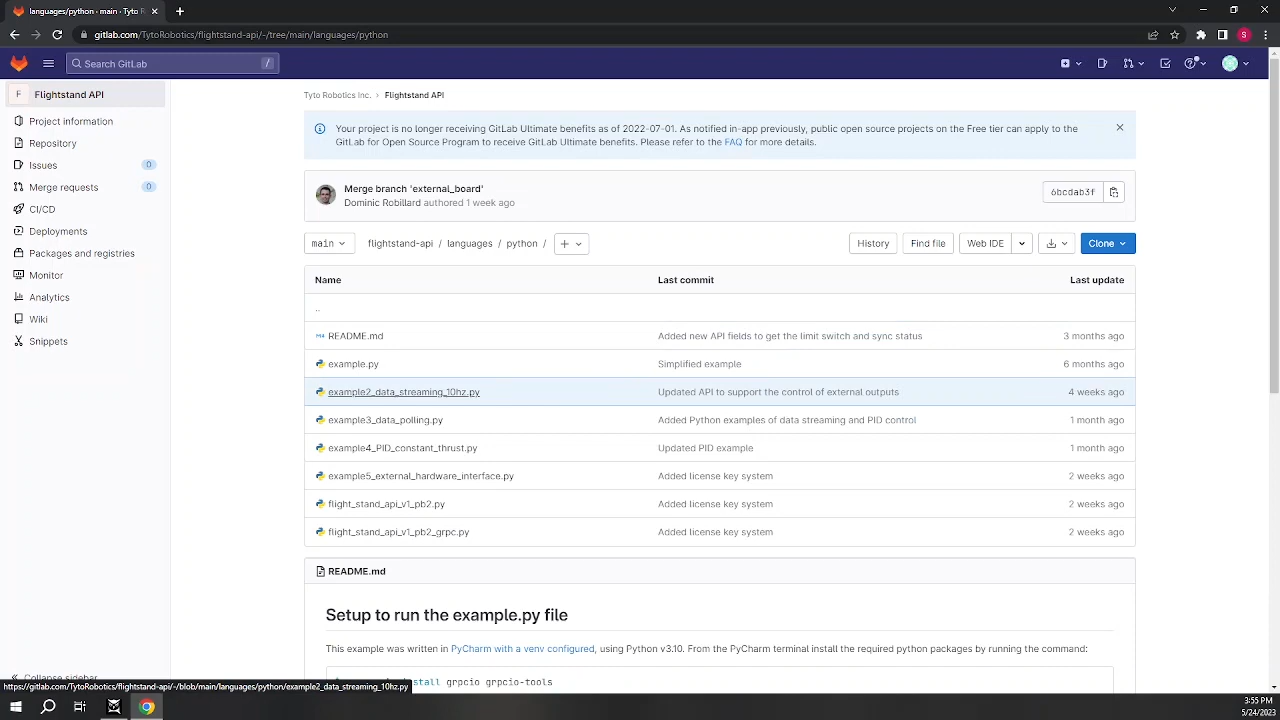 languages/python · main · Tyto R
gitlab.com/TytoRobotics/flightstand-api/-/tree/main/languages/python
S
Search GitLab
/
F
Flightstand API
Project information
Repository
Issues
0
Merge requests
0
CI/CD
Deployments
Packages and registries
Monitor
Analytics
Wiki
Snippets
Collapse sidebar
Tyto Robotics Inc. › Flightstand API
Your project is no longer receiving GitLab Ultimate benefits as of 2022-07-01. As notified in-app previously, public open source projects on the Free tier can apply to the
GitLab for Open Source Program to receive GitLab Ultimate benefits. Please refer to the FAQ for more details.
Merge branch 'external_board'
Dominic Robillard authored 1 week ago
6bcdab3f
main
flightstand-api / languages / python /
+
History
Find file
Web IDE
Clone
Name Last commit Last update
..
README.md Added new API fields to get the limit switch and sync status 3 months ago
example.py Simplified example 6 months ago
example2_data_streaming_10hz.py Updated API to support the control of external outputs 4 weeks ago
example3_data_polling.py Added Python examples of data streaming and PID control 1 month ago
example4_PID_constant_thrust.py Updated PID example 1 month ago
example5_external_hardware_interface.py Added license key system 2 weeks ago
flight_stand_api_v1_pb2.py Added license key system 2 weeks ago
flight_stand_api_v1_pb2_grpc.py Added license key system 2 weeks ago
README.md
Setup to run the example.py file
This example was written in PyCharm with a venv configured, using Python v3.10. From the PyCharm terminal install the required python packages by running the command:
tall grpcio grpcio-tools
https://gitlab.com/TytoRobotics/flightstand-api/-/blob/main/languages/python/example2_data_streaming_10hz.py
3:55 PM
5/24/2023